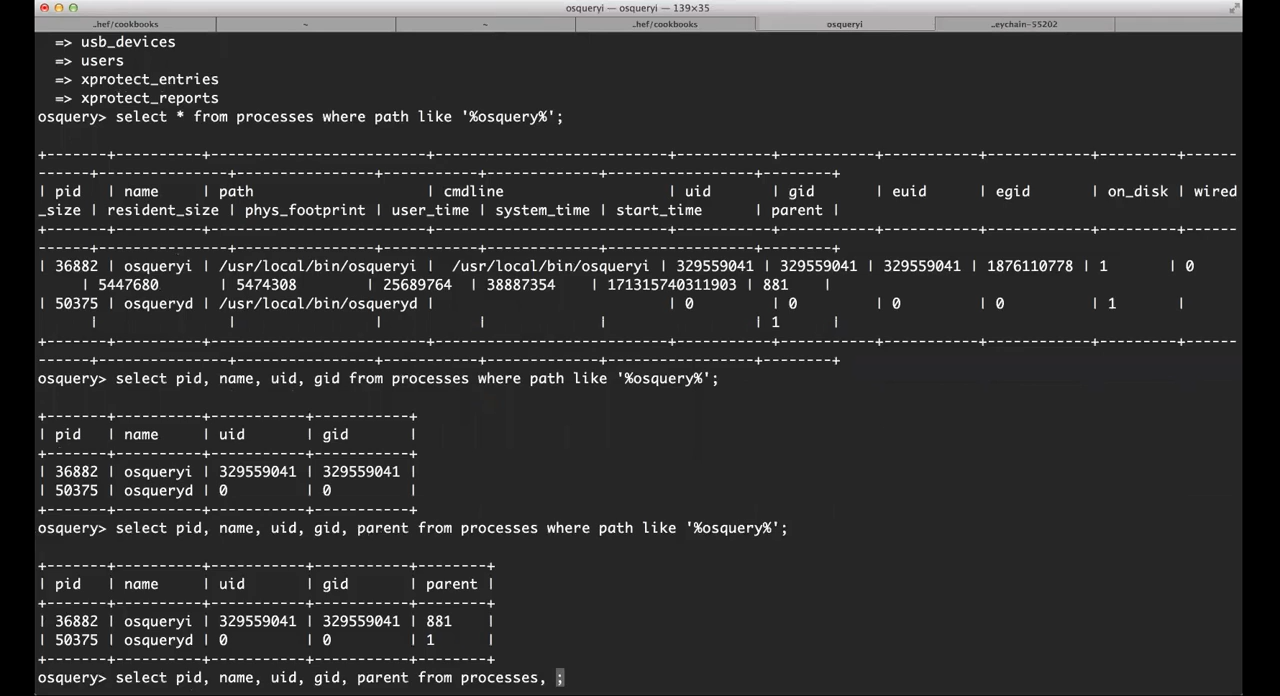 osqueryi — osqueryi — 139×35
..hef/cookbooks ~ ~ ..hef/cookbooks osqueryi ..eychain-55202
=> usb_devices
=> users
=> xprotect_entries
=> xprotect_reports
osquery> select * from processes where path like '%osquery%';
+-------+----------+-----------------------+---------------------------+-----------+-----------+-----------+------------+---------+------
-------+---------------+----------------+-----------+-------------+-----------------+--------+
| pid | name | path | cmdline | uid | gid | euid | egid | on_disk | wired
_size | resident_size | phys_footprint | user_time | system_time | start_time | parent |
+-------+----------+-----------------------+---------------------------+-----------+-----------+-----------+------------+---------+------
-------+---------------+----------------+-----------+-------------+-----------------+--------+
| 36882 | osqueryi | /usr/local/bin/osqueryi | /usr/local/bin/osqueryi | 329559041 | 329559041 | 329559041 | 1876110778 | 1 | 0
| 5447680 | 5474308 | 25689764 | 38887354 | 171315740311903 | 881 |
| 50375 | osqueryd | /usr/local/bin/osqueryd | | 0 | 0 | 0 | 0 | 1 |
| | | | | | 1 |
+-------+----------+-----------------------+---------------------------+-----------+-----------+-----------+------------+---------+------
-------+---------------+----------------+-----------+-------------+-----------------+--------+
osquery> select pid, name, uid, gid from processes where path like '%osquery%';
+-------+----------+-----------+-----------+
| pid | name | uid | gid |
+-------+----------+-----------+-----------+
| 36882 | osqueryi | 329559041 | 329559041 |
| 50375 | osqueryd | 0 | 0 |
+-------+----------+-----------+-----------+
osquery> select pid, name, uid, gid, parent from processes where path like '%osquery%';
+-------+----------+-----------+-----------+--------+
| pid | name | uid | gid | parent |
+-------+----------+-----------+-----------+--------+
| 36882 | osqueryi | 329559041 | 329559041 | 881 |
| 50375 | osqueryd | 0 | 0 | 1 |
+-------+----------+-----------+-----------+--------+
osquery> select pid, name, uid, gid, parent from processes, ;